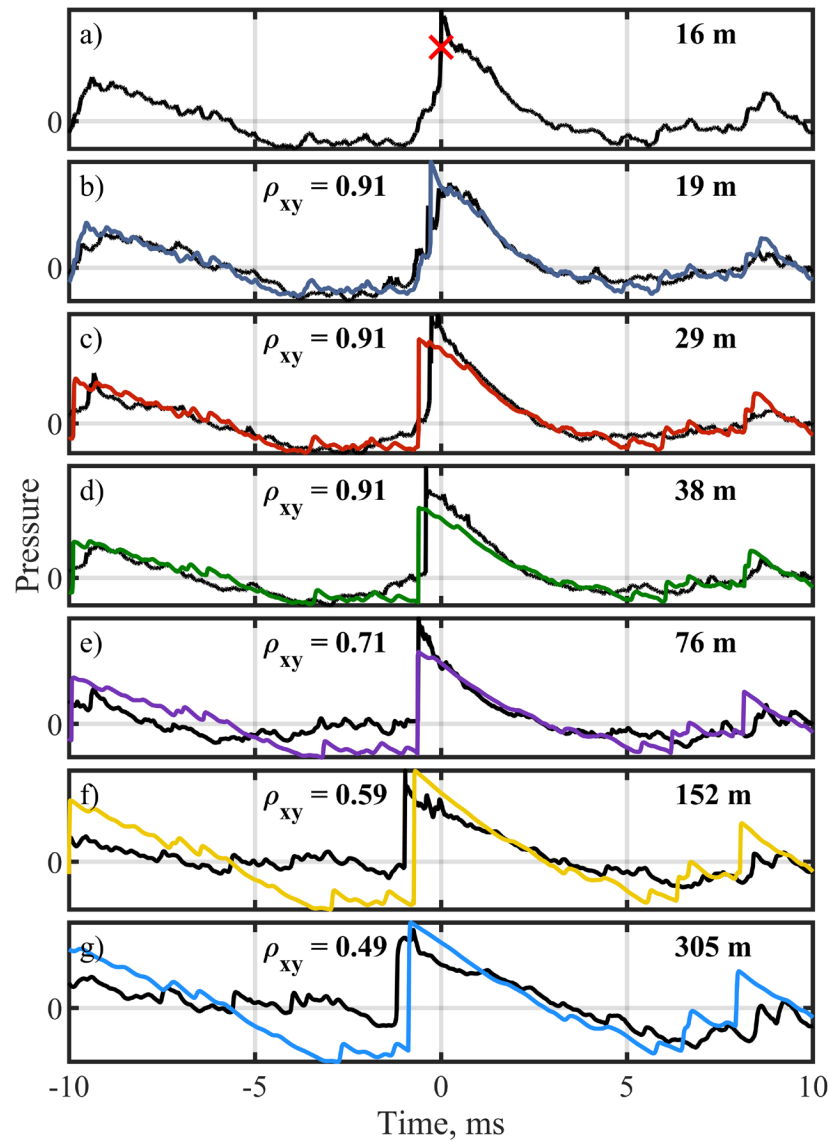 a) 16 m
0
b) ρxy = 0.91 19 m
0
c) ρxy = 0.91 29 m
0
d) ρxy = 0.91 38 m
0
e) ρxy = 0.71 76 m
0
f) ρxy = 0.59 152 m
0
g) ρxy = 0.49 305 m
0
Pressure
-10 -5 0 5 10
Time, ms